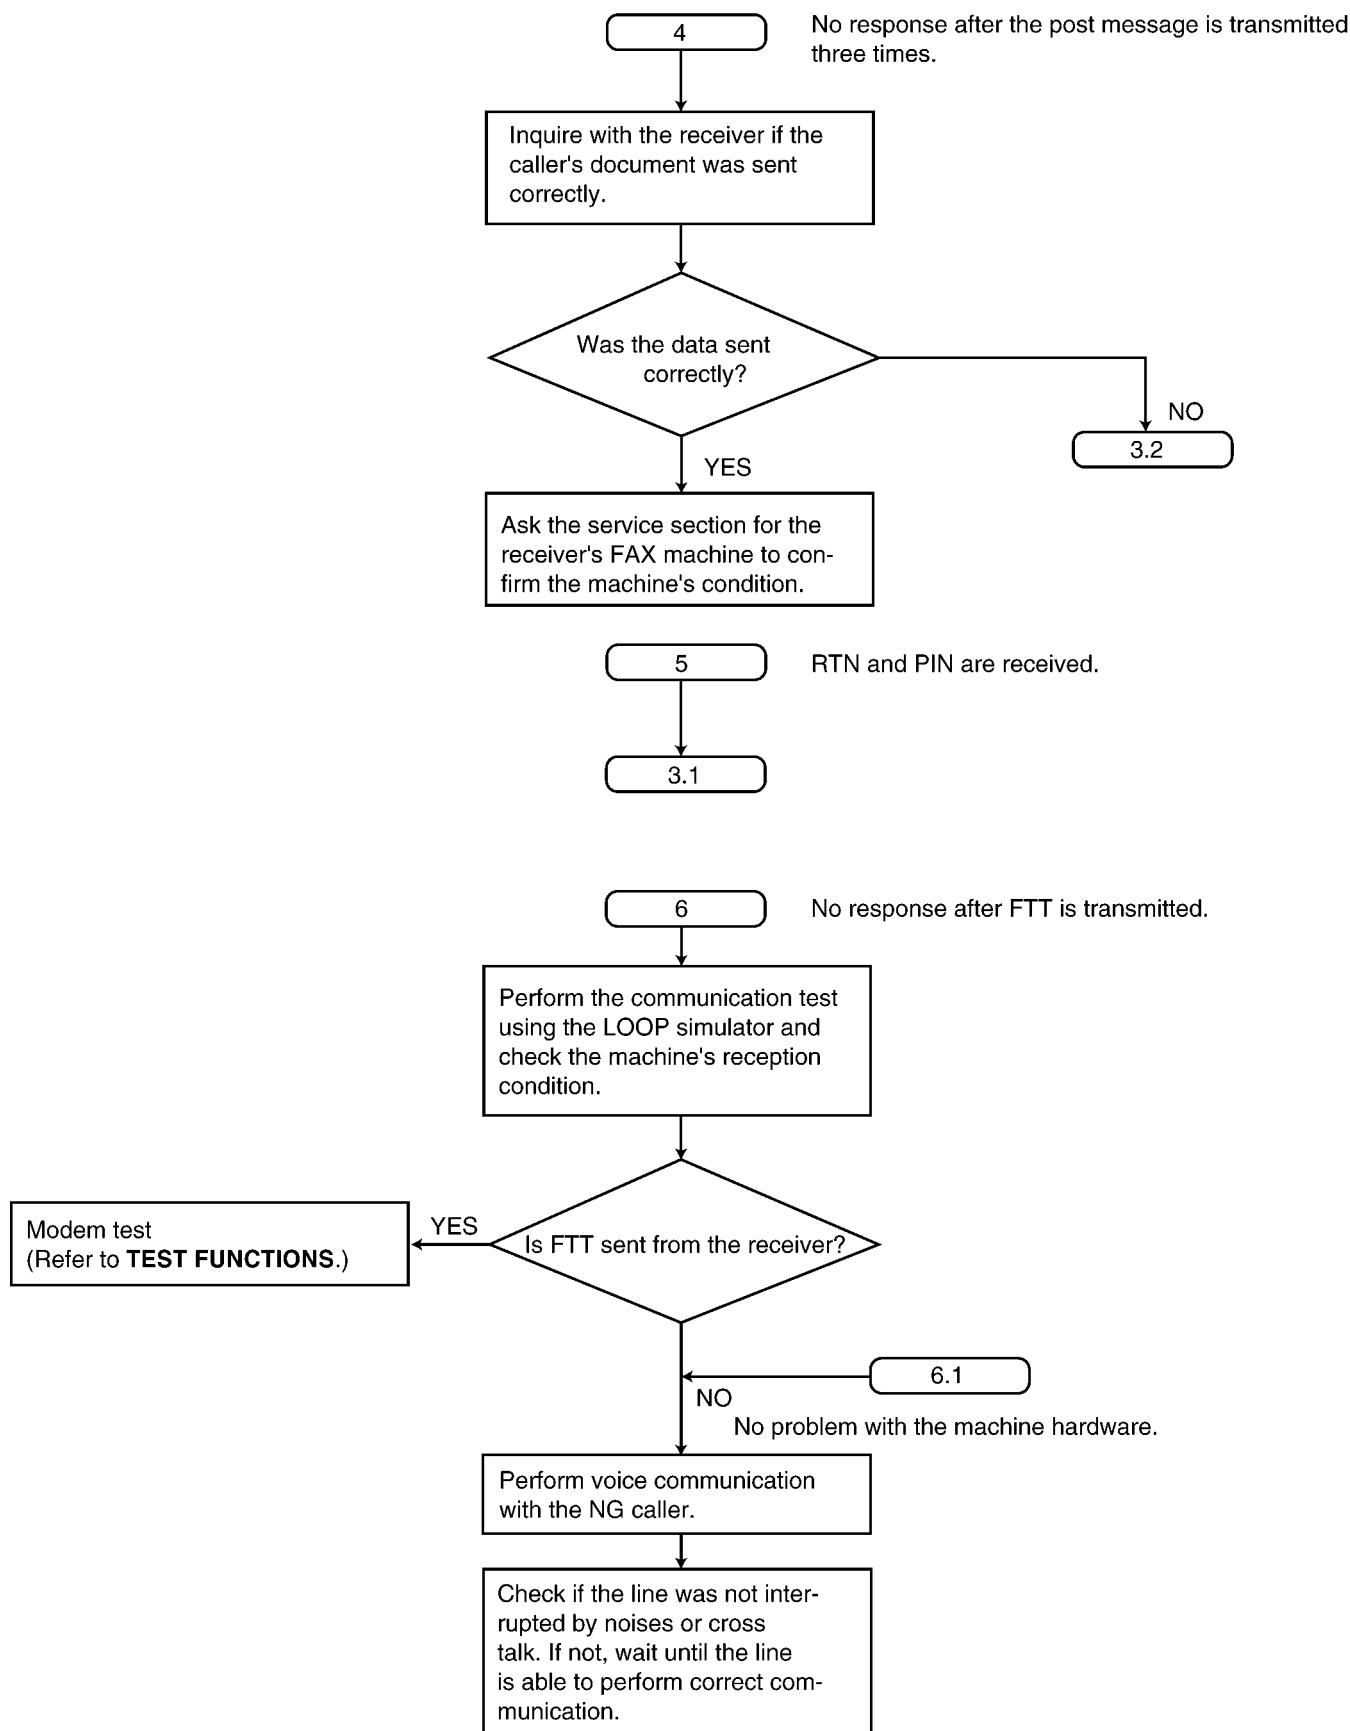 4
No response after the post message is transmitted
three times.
Inquire with the receiver if the
caller's document was sent
correctly.
Was the data sent
correctly?
NO
3.2
YES
Ask the service section for the
receiver's FAX machine to con-
firm the machine's condition.
5
RTN and PIN are received.
3.1
6
No response after FTT is transmitted.
Perform the communication test
using the LOOP simulator and
check the machine's reception
condition.
Is FTT sent from the receiver?
YES
Modem test
(Refer to TEST FUNCTIONS.)
6.1
NO
No problem with the machine hardware.
Perform voice communication
with the NG caller.
Check if the line was not inter-
rupted by noises or cross
talk. If not, wait until the line
is able to perform correct com-
munication.